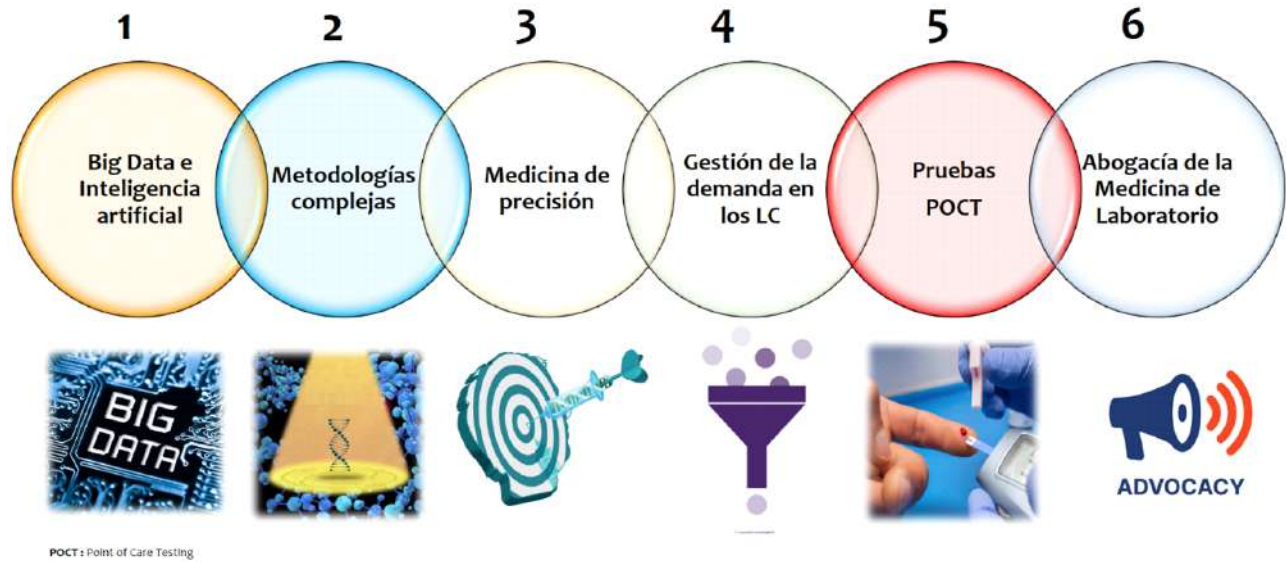 1
2
3
4
5
6
Big Data e
Inteligencia
artificial
Metodologías
complejas
Medicina de
precisión
Gestión de la
demanda en
los LC
Pruebas
POCT
Abogacía de la
Medicina de
Laboratorio
BIG
DATA
ADVOCACY
POCT : Point of Care Testing